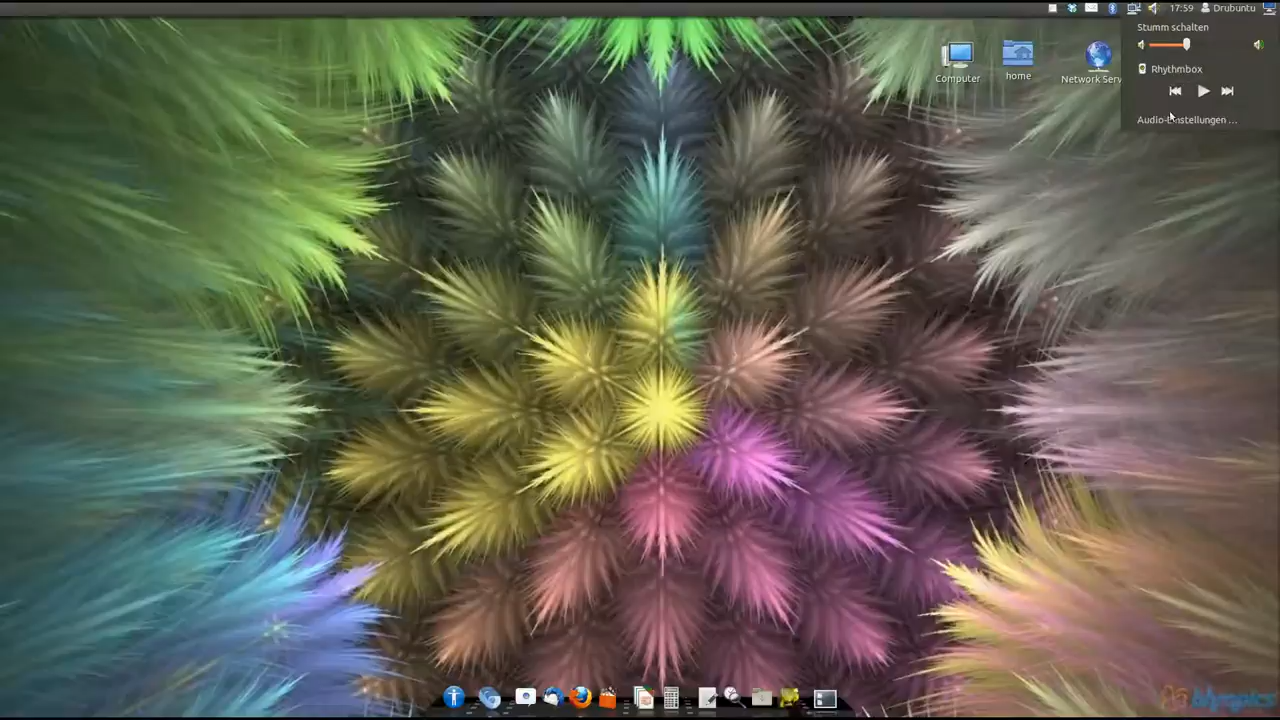 17:59 Drubuntu
Stumm schalten
Rhythmbox
Audio-Einstellungen ...
Computer
home
Network Serv